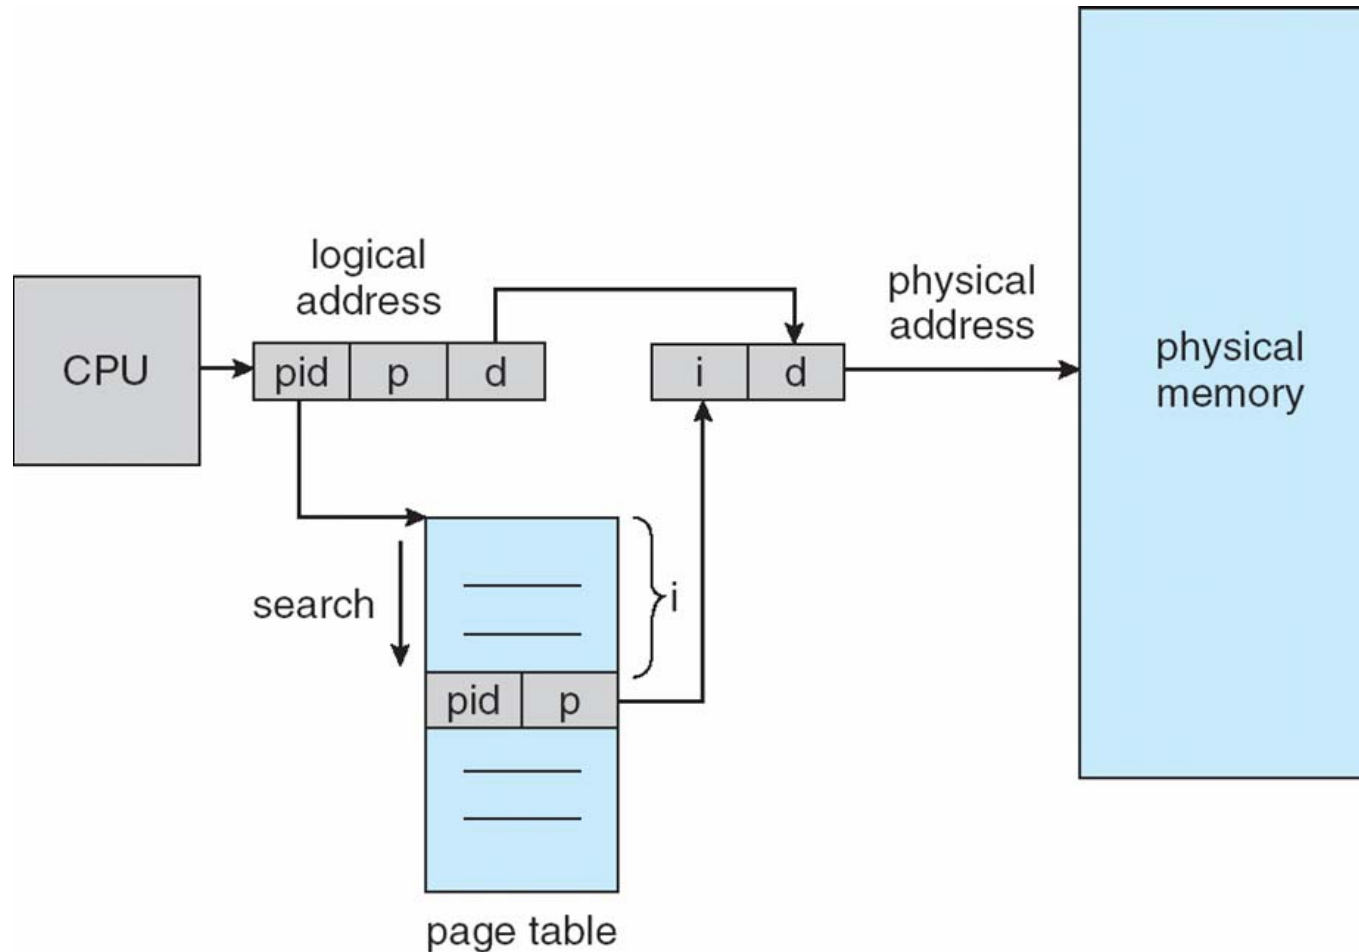 logical
address
physical
address
CPU
pid
p
d
i
d
physical
memory
search
i
pid
p
page table